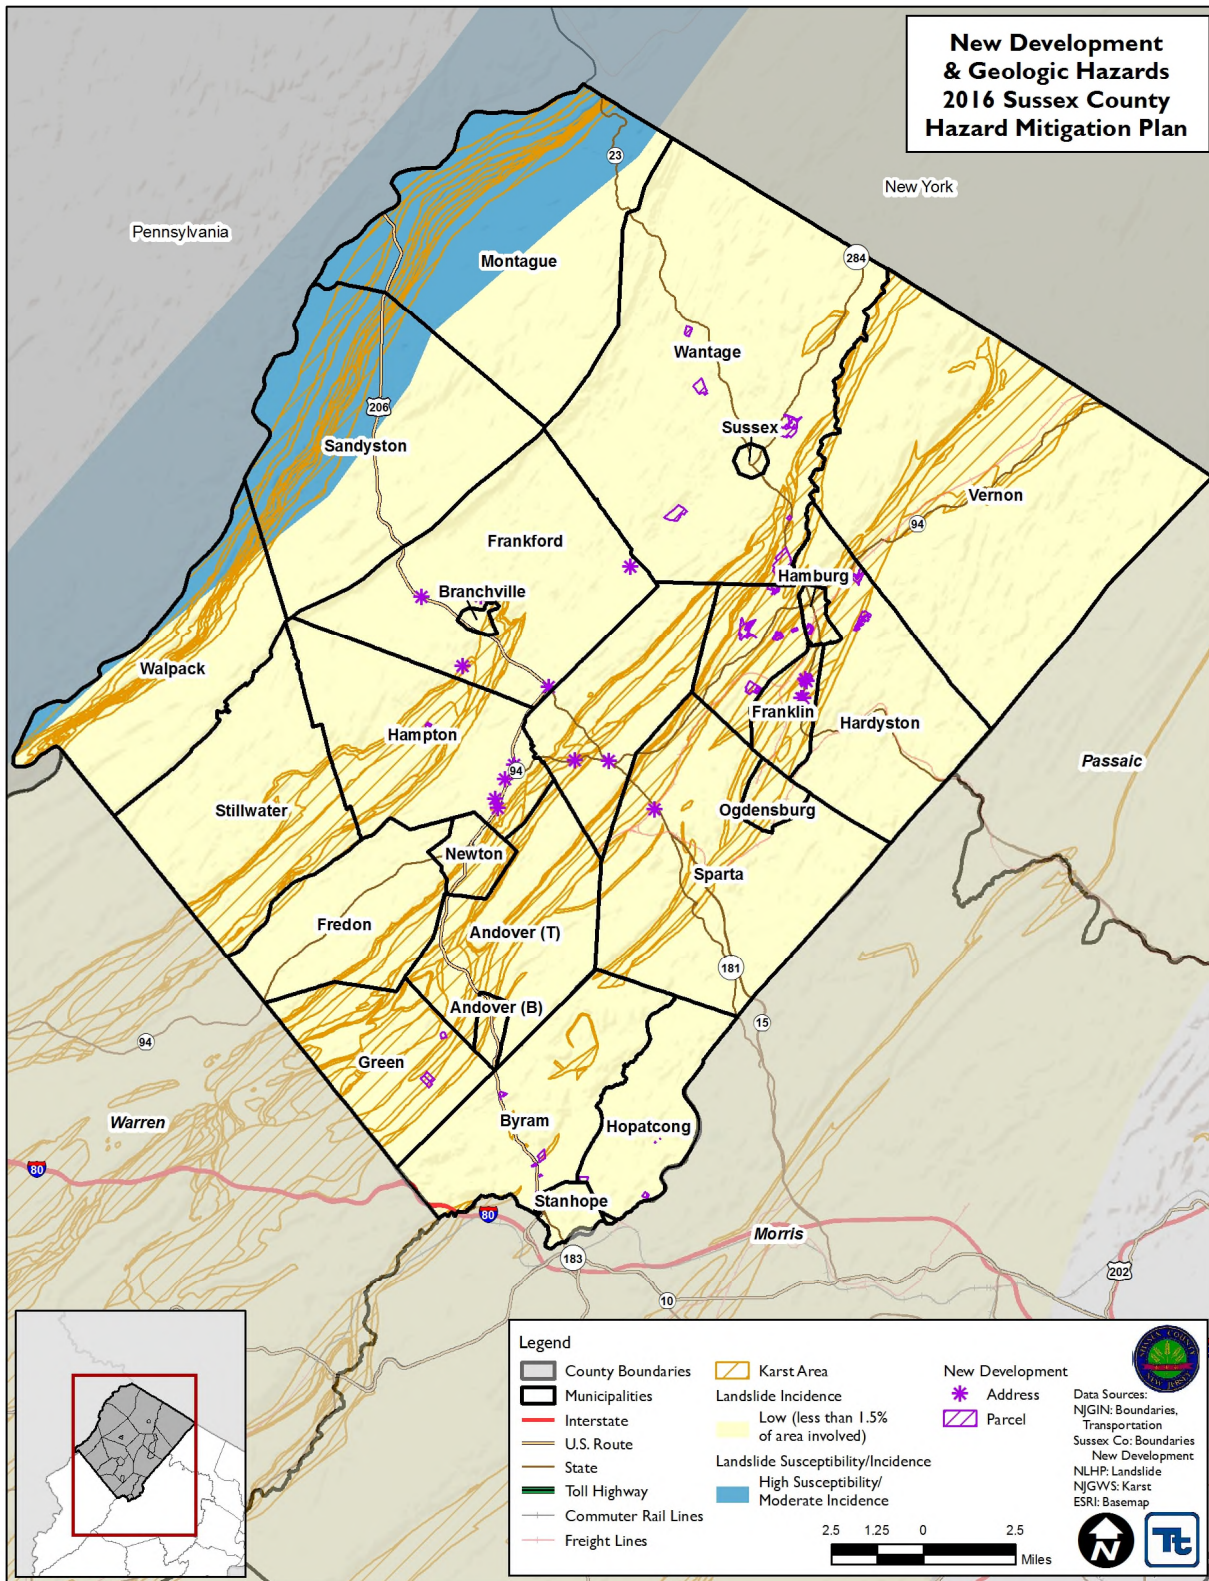 New Development
& Geologic Hazards
2016 Sussex County
Hazard Mitigation Plan
New York
Pennsylvania
23
284
Montague
Wantage
206
Sussex
Sandyston
Vernon
94
Frankford
Hamburg
Branchville
Walpack
Franklin
Hardyston
Hampton
Passaic
94
Stillwater
Ogdensburg
Newton
Sparta
Fredon
Andover (T)
181
Andover (B)
15
94
Green
Warren
Byram
Hopatcong
80
Stanhope
80
Morris
183
202
10
Legend
County Boundaries
Municipalities
Interstate
U.S. Route
State
Toll Highway
Commuter Rail Lines
Freight Lines
Karst Area
Landslide Incidence
Low (less than 1.5%
of area involved)
Landslide Susceptibility/Incidence
High Susceptibility/
Moderate Incidence
New Development
Address
Parcel
2.5 1.25 0 2.5
Miles
SUSSEX COUNTY
NEW JERSEY
Data Sources:
NJGIN: Boundaries,
Transportation
Sussex Co: Boundaries
New Development
NLHP: Landslide
NJGWS: Karst
ESRI: Basemap
N
Tt